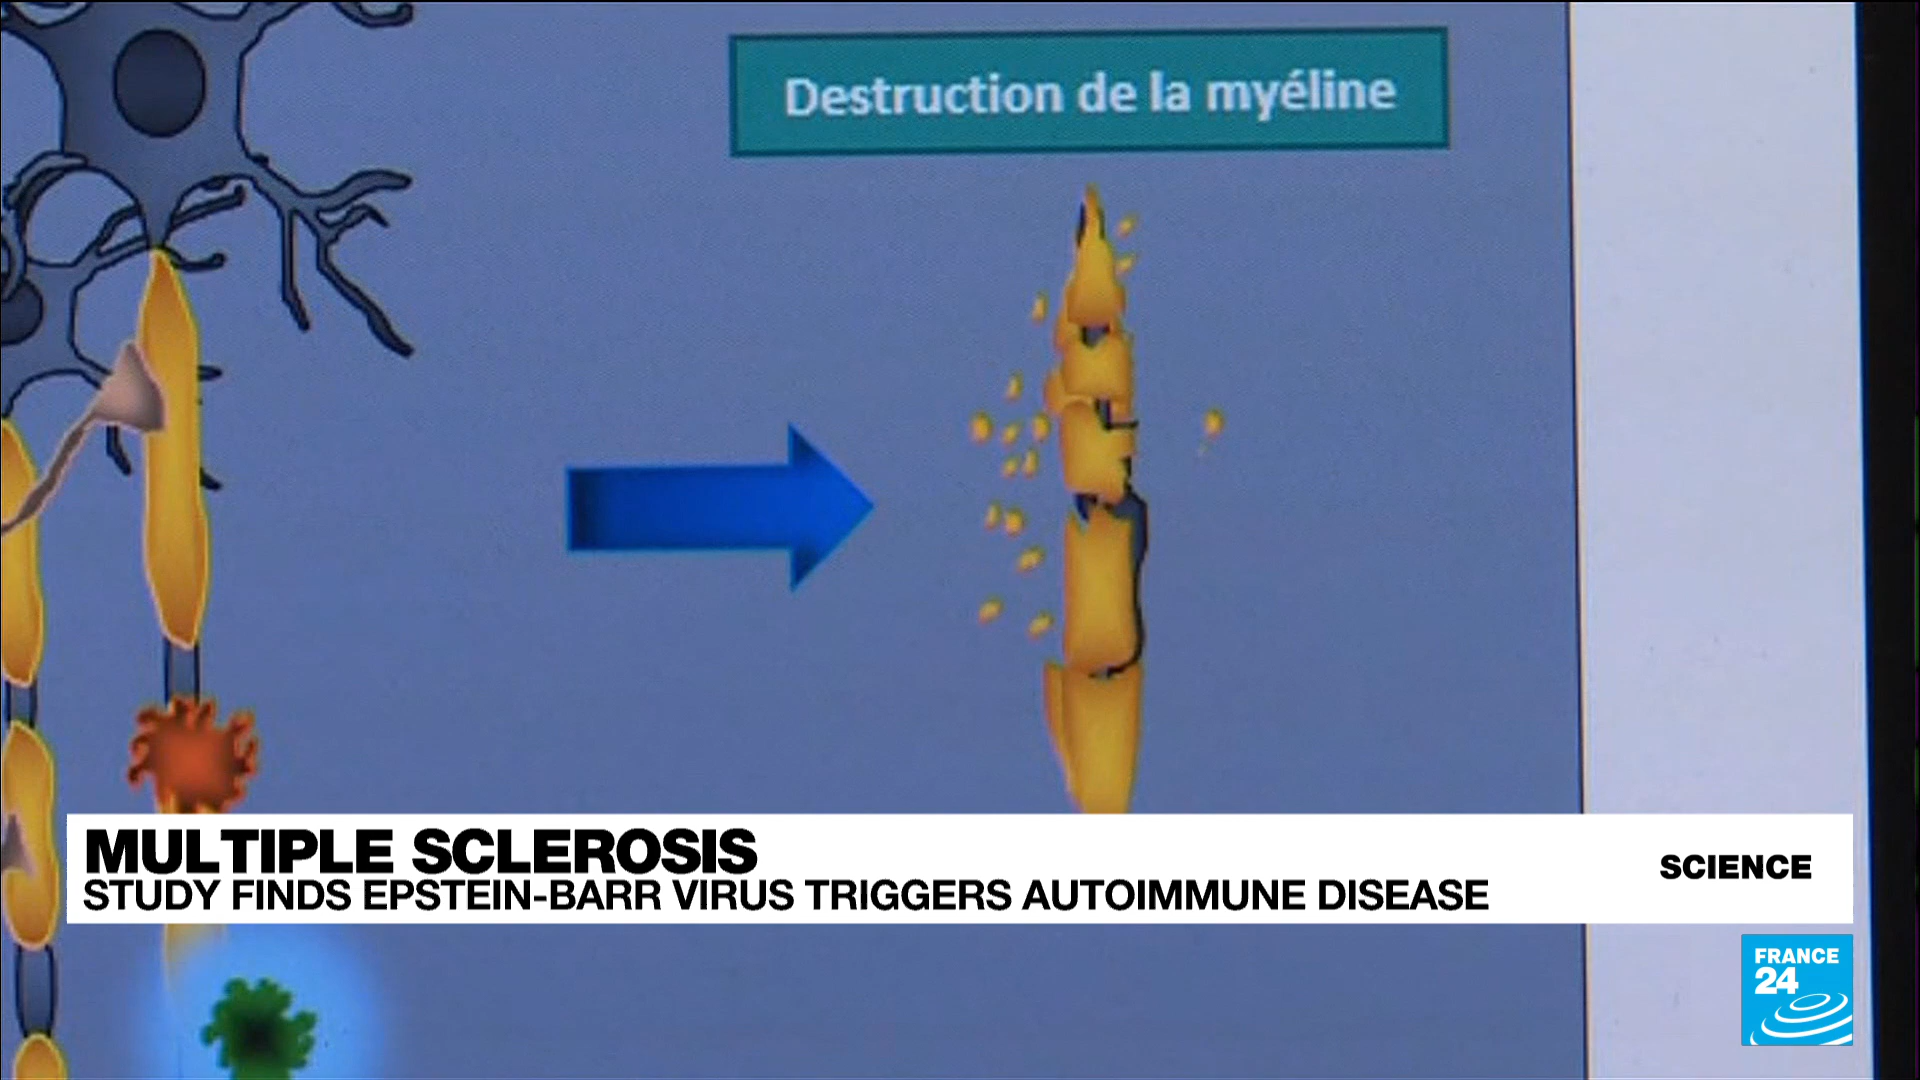 Destruction de la myéline
MULTIPLE SCLEROSIS
STUDY FINDS EPSTEIN-BARR VIRUS TRIGGERS AUTOIMMUNE DISEASE
SCIENCE
FRANCE
24